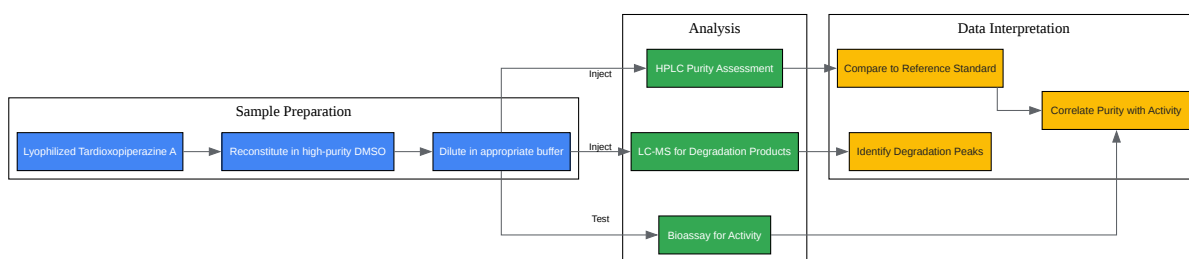 Sample Preparation
Lyophilized Tardioxopiperazine A
Reconstitute in high-purity DMSO
Dilute in appropriate buffer
Inject
Inject
Test
Analysis
HPLC Purity Assessment
LC-MS for Degradation Products
Bioassay for Activity
Data Interpretation
Compare to Reference Standard
Correlate Purity with Activity
Identify Degradation Peaks